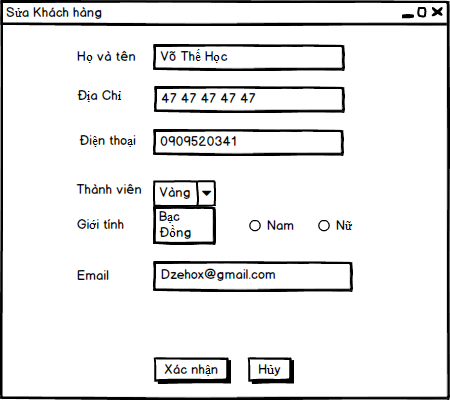 Sửa Khách hàng
Họ và tên Võ Thế Học
Địa Chỉ 47 47 47 47 47
Điện thoại 0909520341
Thành viên Vàng
Bạc
Giới tính Nam Nữ
Đồng
Email Dzehox@gmail.com
Xác nhận Hủy